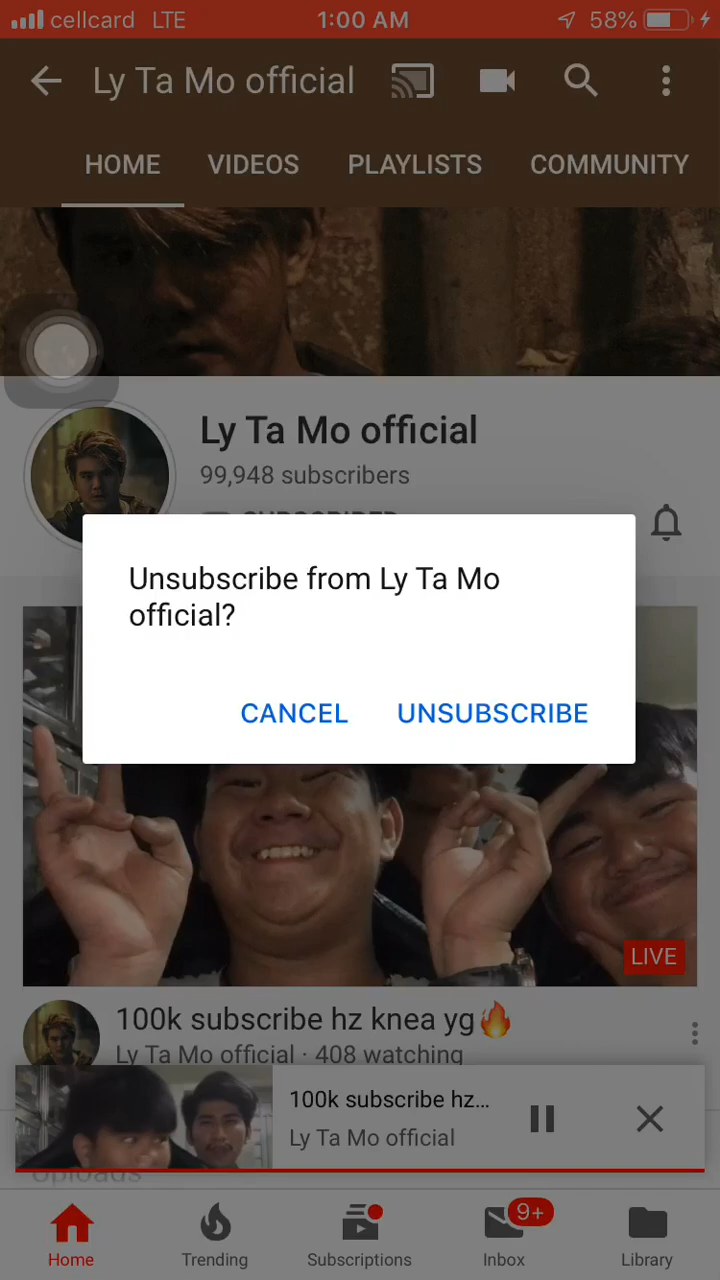 cellcard LTE 1:00 AM 58%
Ly Ta Mo official
HOME VIDEOS PLAYLISTS COMMUNITY
Ly Ta Mo official
99,948 subscribers
SUBSCRIBED
Unsubscribe from Ly Ta Mo
official?
CANCEL UNSUBSCRIBE
LIVE
100k subscribe hz knea yg🔥
Ly Ta Mo official · 408 watching
100k subscribe hz...
Ly Ta Mo official
Uploads
9+
Home Trending Subscriptions Inbox Library